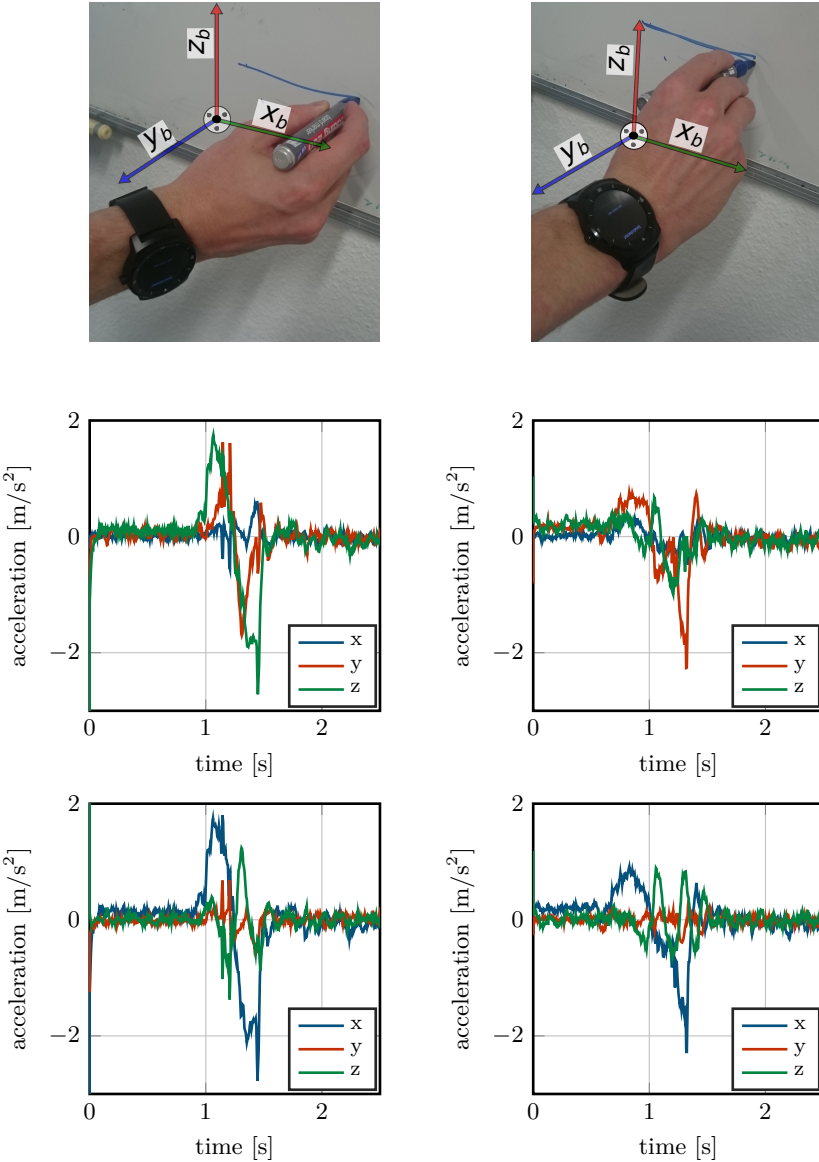 z_b
x_b
y_b
z_b
x_b
y_b
acceleration [m/s²]
2
0
−2
x
y
z
0
1
2
time [s]
acceleration [m/s²]
2
0
−2
x
y
z
0
1
2
time [s]
acceleration [m/s²]
2
0
−2
x
y
z
0
1
2
time [s]
acceleration [m/s²]
2
0
−2
x
y
z
0
1
2
time [s]